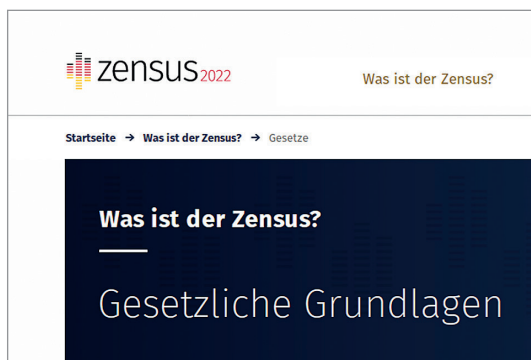 zensus2022
Was ist der Zensus?
Startseite → Was ist der Zensus? → Gesetze
Was ist der Zensus?
Gesetzliche Grundlagen